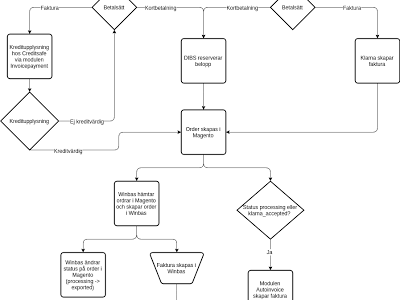 Faktura
Betalsätt
Kortbetalning
Kortbetalning
Betalsätt
Faktura
Kreditupplysning
hos Creditsafe
via modulen
Invoicepayment
DIBS reserverar
belopp
Klarna skapar
faktura
Kreditupplysning
Ej kreditvärdig
Order skapas i
Magento
Kreditvärdig
Winbas hämtar
ordrar i Magento
och skapar order
i Winbas
Status processing eller
klarna_accepted?
Ja
Winbas ändrar
status på order i
Magento
(processing ->
exported)
Faktura skapas i
Winbas
Modulen
Autoinvoice
skapar faktura